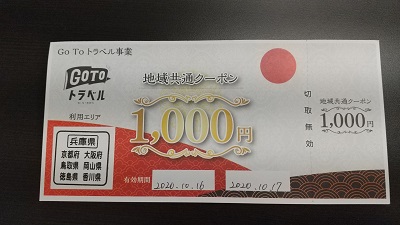 Go To トラベル事業
GOTO
トラベル
利用エリア
兵庫県
京都府 大阪府
鳥取県 岡山県
徳島県 香川県
地域共通クーポン
1,000円
有効期間 2020.10.16 2020.10.17
切取無効
地域共通クーポン
1,000円